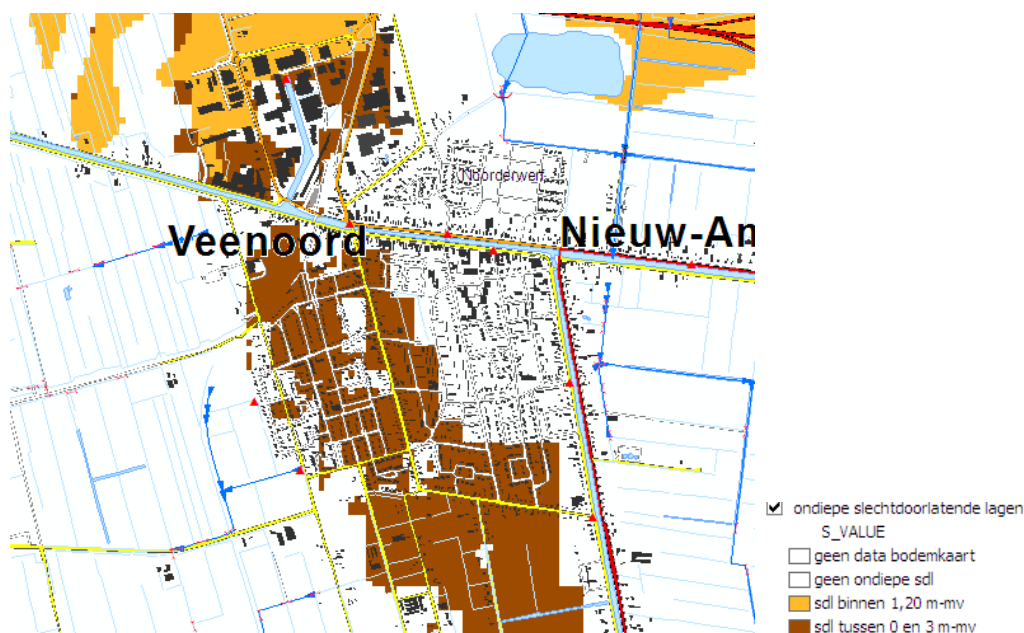 Noorderwerf
Veenoord
Nieuw-Am
ondiepe slechtdoorlatende lagen
S_VALUE
geen data bodemkaart
geen ondiepe sdl
sdl binnen 1,20 m-mv
sdl tussen 0 en 3 m-mv